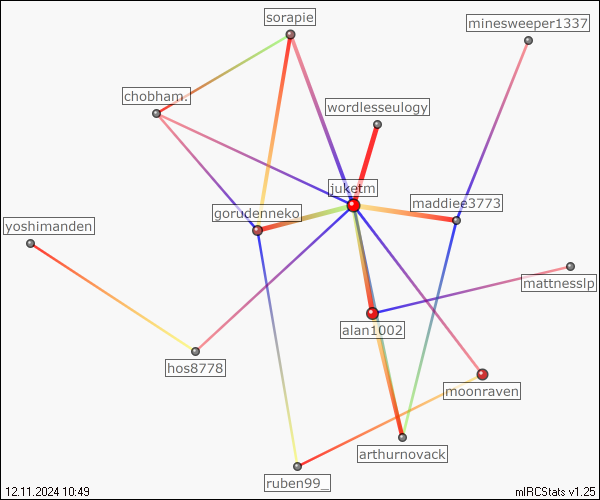 sorapie
minesweeper1337
chobham.
wordlesseulogy
juketm
maddiee3773
gorudenneko
yoshimanden
mattnesslp
alan1002
hos8778
moonraven
arthurnovack
ruben99_
12.11.2024 10:49
mIRCStats v1.25